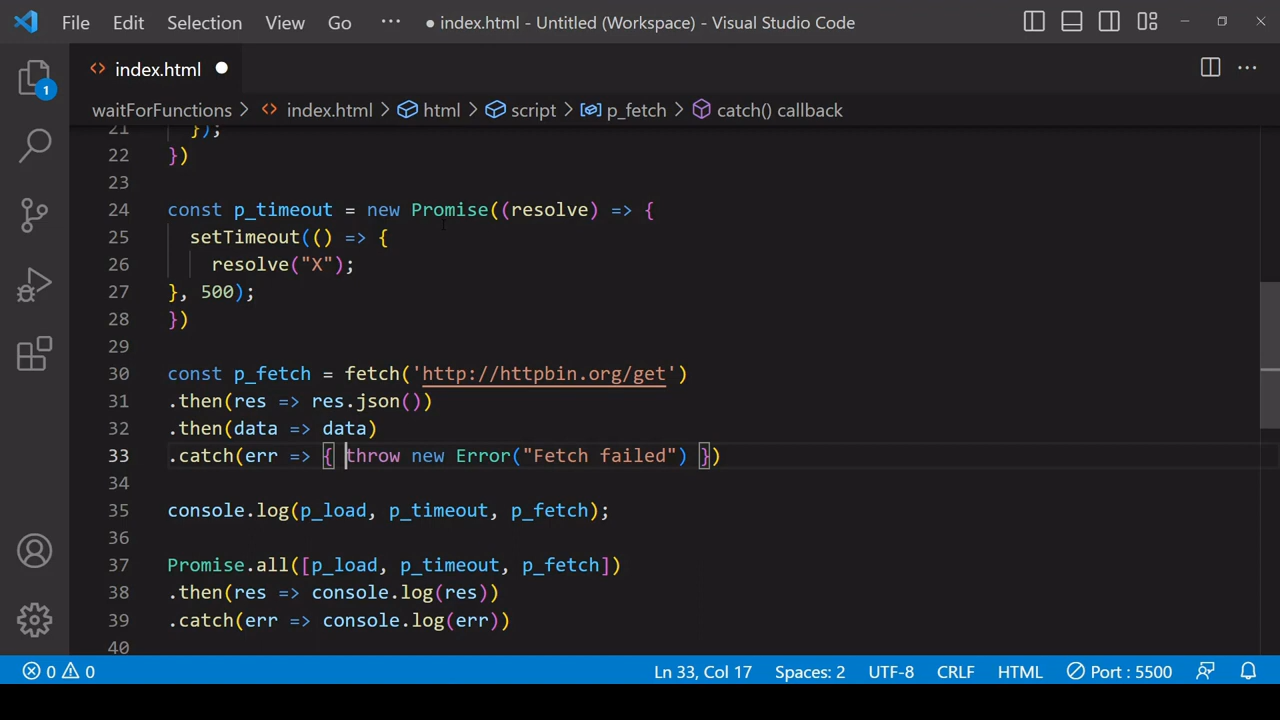 File Edit Selection View Go ··· ● index.html - Untitled (Workspace) - Visual Studio Code
index.html
1
waitForFunctions > index.html > html > script > p_fetch > catch() callback
21 });
22 })
23
24 const p_timeout = new Promise((resolve) => {
25 setTimeout(() => {
26 resolve("X");
27 }, 500);
28 })
29
30 const p_fetch = fetch('http://httpbin.org/get')
31 .then(res => res.json())
32 .then(data => data)
33 .catch(err => { throw new Error("Fetch failed") })
34
35 console.log(p_load, p_timeout, p_fetch);
36
37 Promise.all([p_load, p_timeout, p_fetch])
38 .then(res => console.log(res))
39 .catch(err => console.log(err))
40
0 0 Ln 33, Col 17 Spaces: 2 UTF-8 CRLF HTML Port : 5500